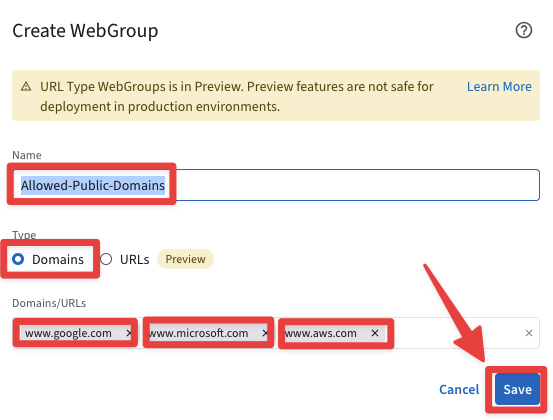 Create WebGroup
URL Type WebGroups is in Preview. Preview features are not safe for
deployment in production environments.
Learn More
Name
Allowed-Public-Domains
Type
Domains
URLs
Preview
Domains/URLs
www.google.com
www.microsoft.com
www.aws.com
Cancel
Save